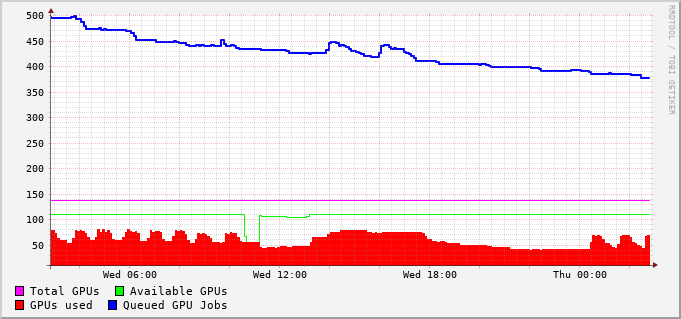 500
450
400
350
300
250
200
150
100
50
Wed 06:00 Wed 12:00 Wed 18:00 Thu 00:00
Total GPUs Available GPUs
GPUs used Queued GPU Jobs
RRDTOOL / TOBI OETIKER